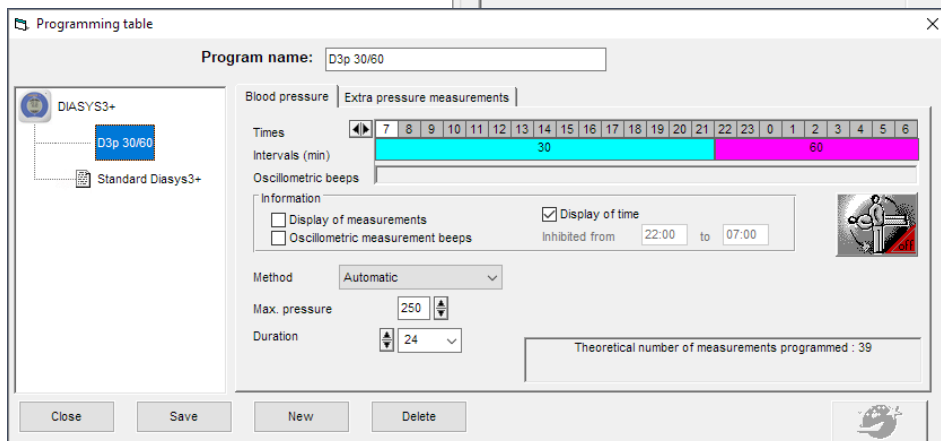 Programming table
Program name: D3p 30/60
DIASYS3+
D3p 30/60
Standard Diasys3+
Blood pressure Extra pressure measurements
Times 7 8 9 10 11 12 13 14 15 16 17 18 19 20 21 22 23 0 1 2 3 4 5 6
Intervals (min) 30 60
Oscillometric beeps
Information
Display of measurements
Oscillometric measurement beeps
Display of time
Inhibited from 22:00 to 07:00
off
Method Automatic
Max. pressure 250
Duration 24
Theoretical number of measurements programmed : 39
Close Save New Delete